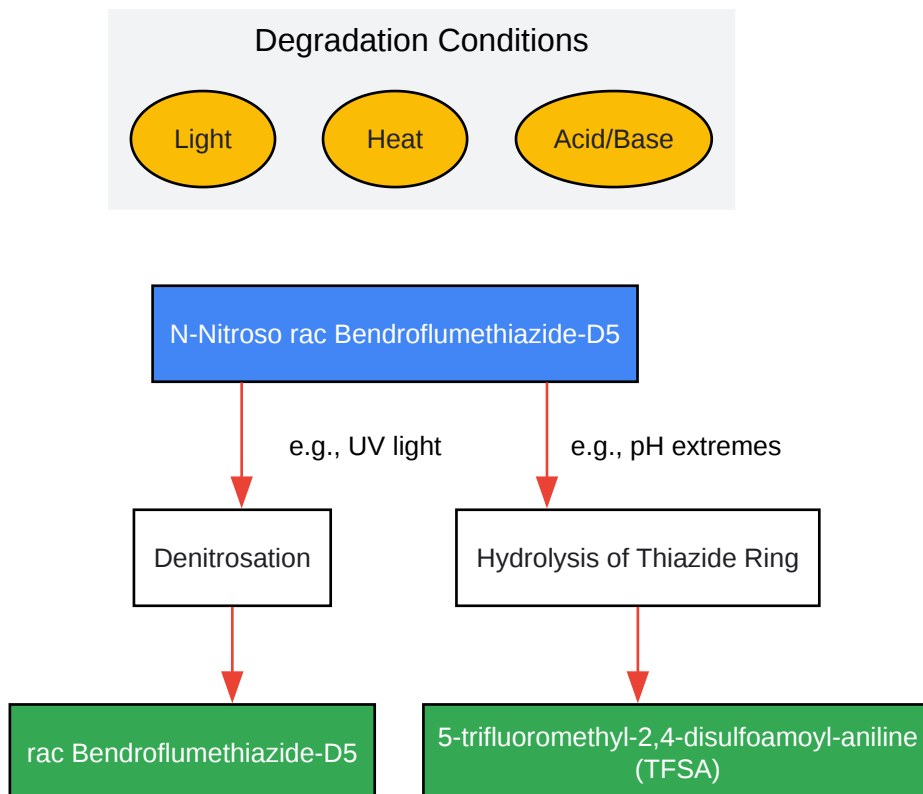 Degradation Conditions
Light
Heat
Acid/Base
N-Nitroso rac Bendroflumethiazide-D5
e.g., UV light
e.g., pH extremes
Denitrosation
Hydrolysis of Thiazide Ring
rac Bendroflumethiazide-D5
5-trifluoromethyl-2,4-disulfoamoyl-aniline
(TFSA)